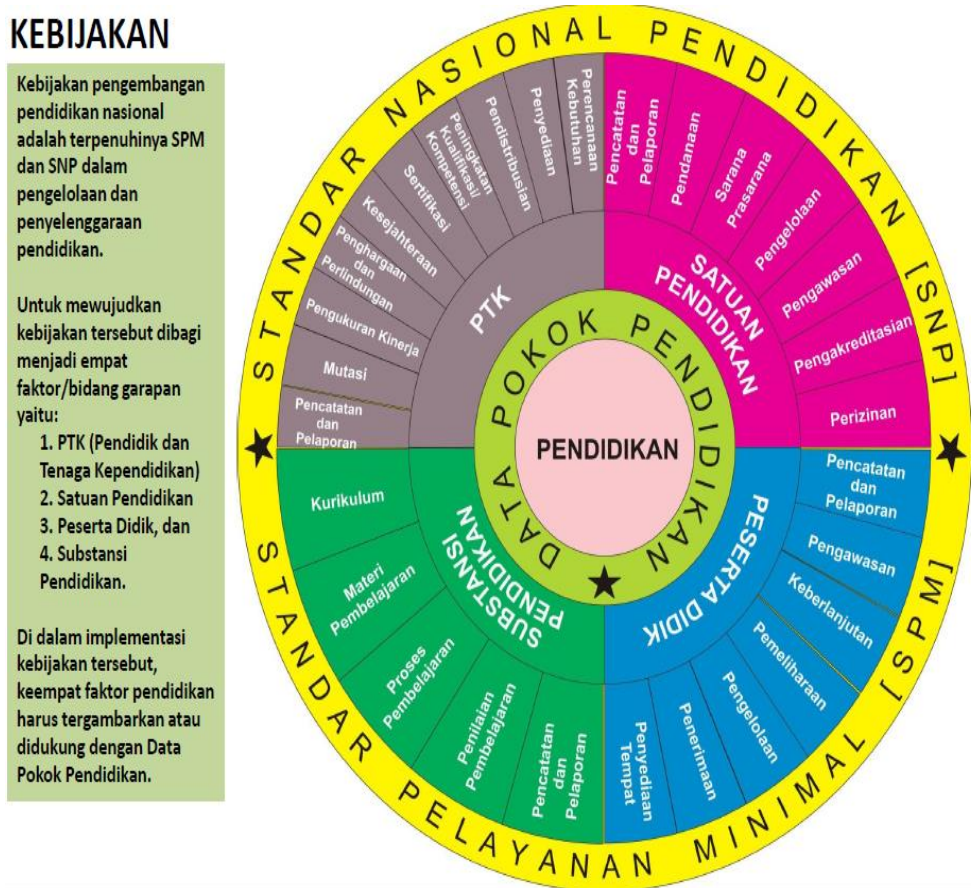 KEBIJAKAN
Kebijakan pengembangan
pendidikan nasional
adalah terpenuhinya SPM
dan SNP dalam
pengelolaan dan
penyelenggaraan
pendidikan.
Untuk mewujudkan
kebijakan tersebut dibagi
menjadi empat
faktor/bidang garapan
yaitu:
1. PTK (Pendidik dan
Tenaga Kependidikan)
2. Satuan Pendidikan
3. Peserta Didik, dan
4. Substansi
Pendidikan.
Di dalam implementasi
kebijakan tersebut,
keempat faktor pendidikan
harus tergambarkan atau
didukung dengan Data
Pokok Pendidikan.
STANDAR NASIONAL PENDIDIKAN [SNP]
STANDAR PELAYANAN MINIMAL [SPM]
DATA POKOK PENDIDIKAN
PENDIDIKAN
PTK
Pencatatan
dan
Pelaporan
Mutasi
Pengukuran Kinerja
Penghargaan
dan
Perlindungan
Kesejahteraan
Sertifikasi
Peningkatan
Kualifikasi/
Kompetensi
Pendistribusian
Penyediaan
Perencanaan
Kebutuhan
SATUAN
PENDIDIKAN
Pencatatan
dan
Pelaporan
Pendanaan
Sarana
Prasarana
Pengelolaan
Pengawasan
Pengakreditasian
Perizinan
PESERTA DIDIK
Pencatatan
dan
Pelaporan
Pengawasan
Keberlanjutan
Pemeliharaan
Pengelolaan
Penerimaan
Penyediaan
Tempat
SUBSTANSI
PENDIDIKAN
Kurikulum
Materi
Pembelajaran
Proses
Pembelajaran
Penilaian
Pembelajaran
Pencatatan
dan
Pelaporan